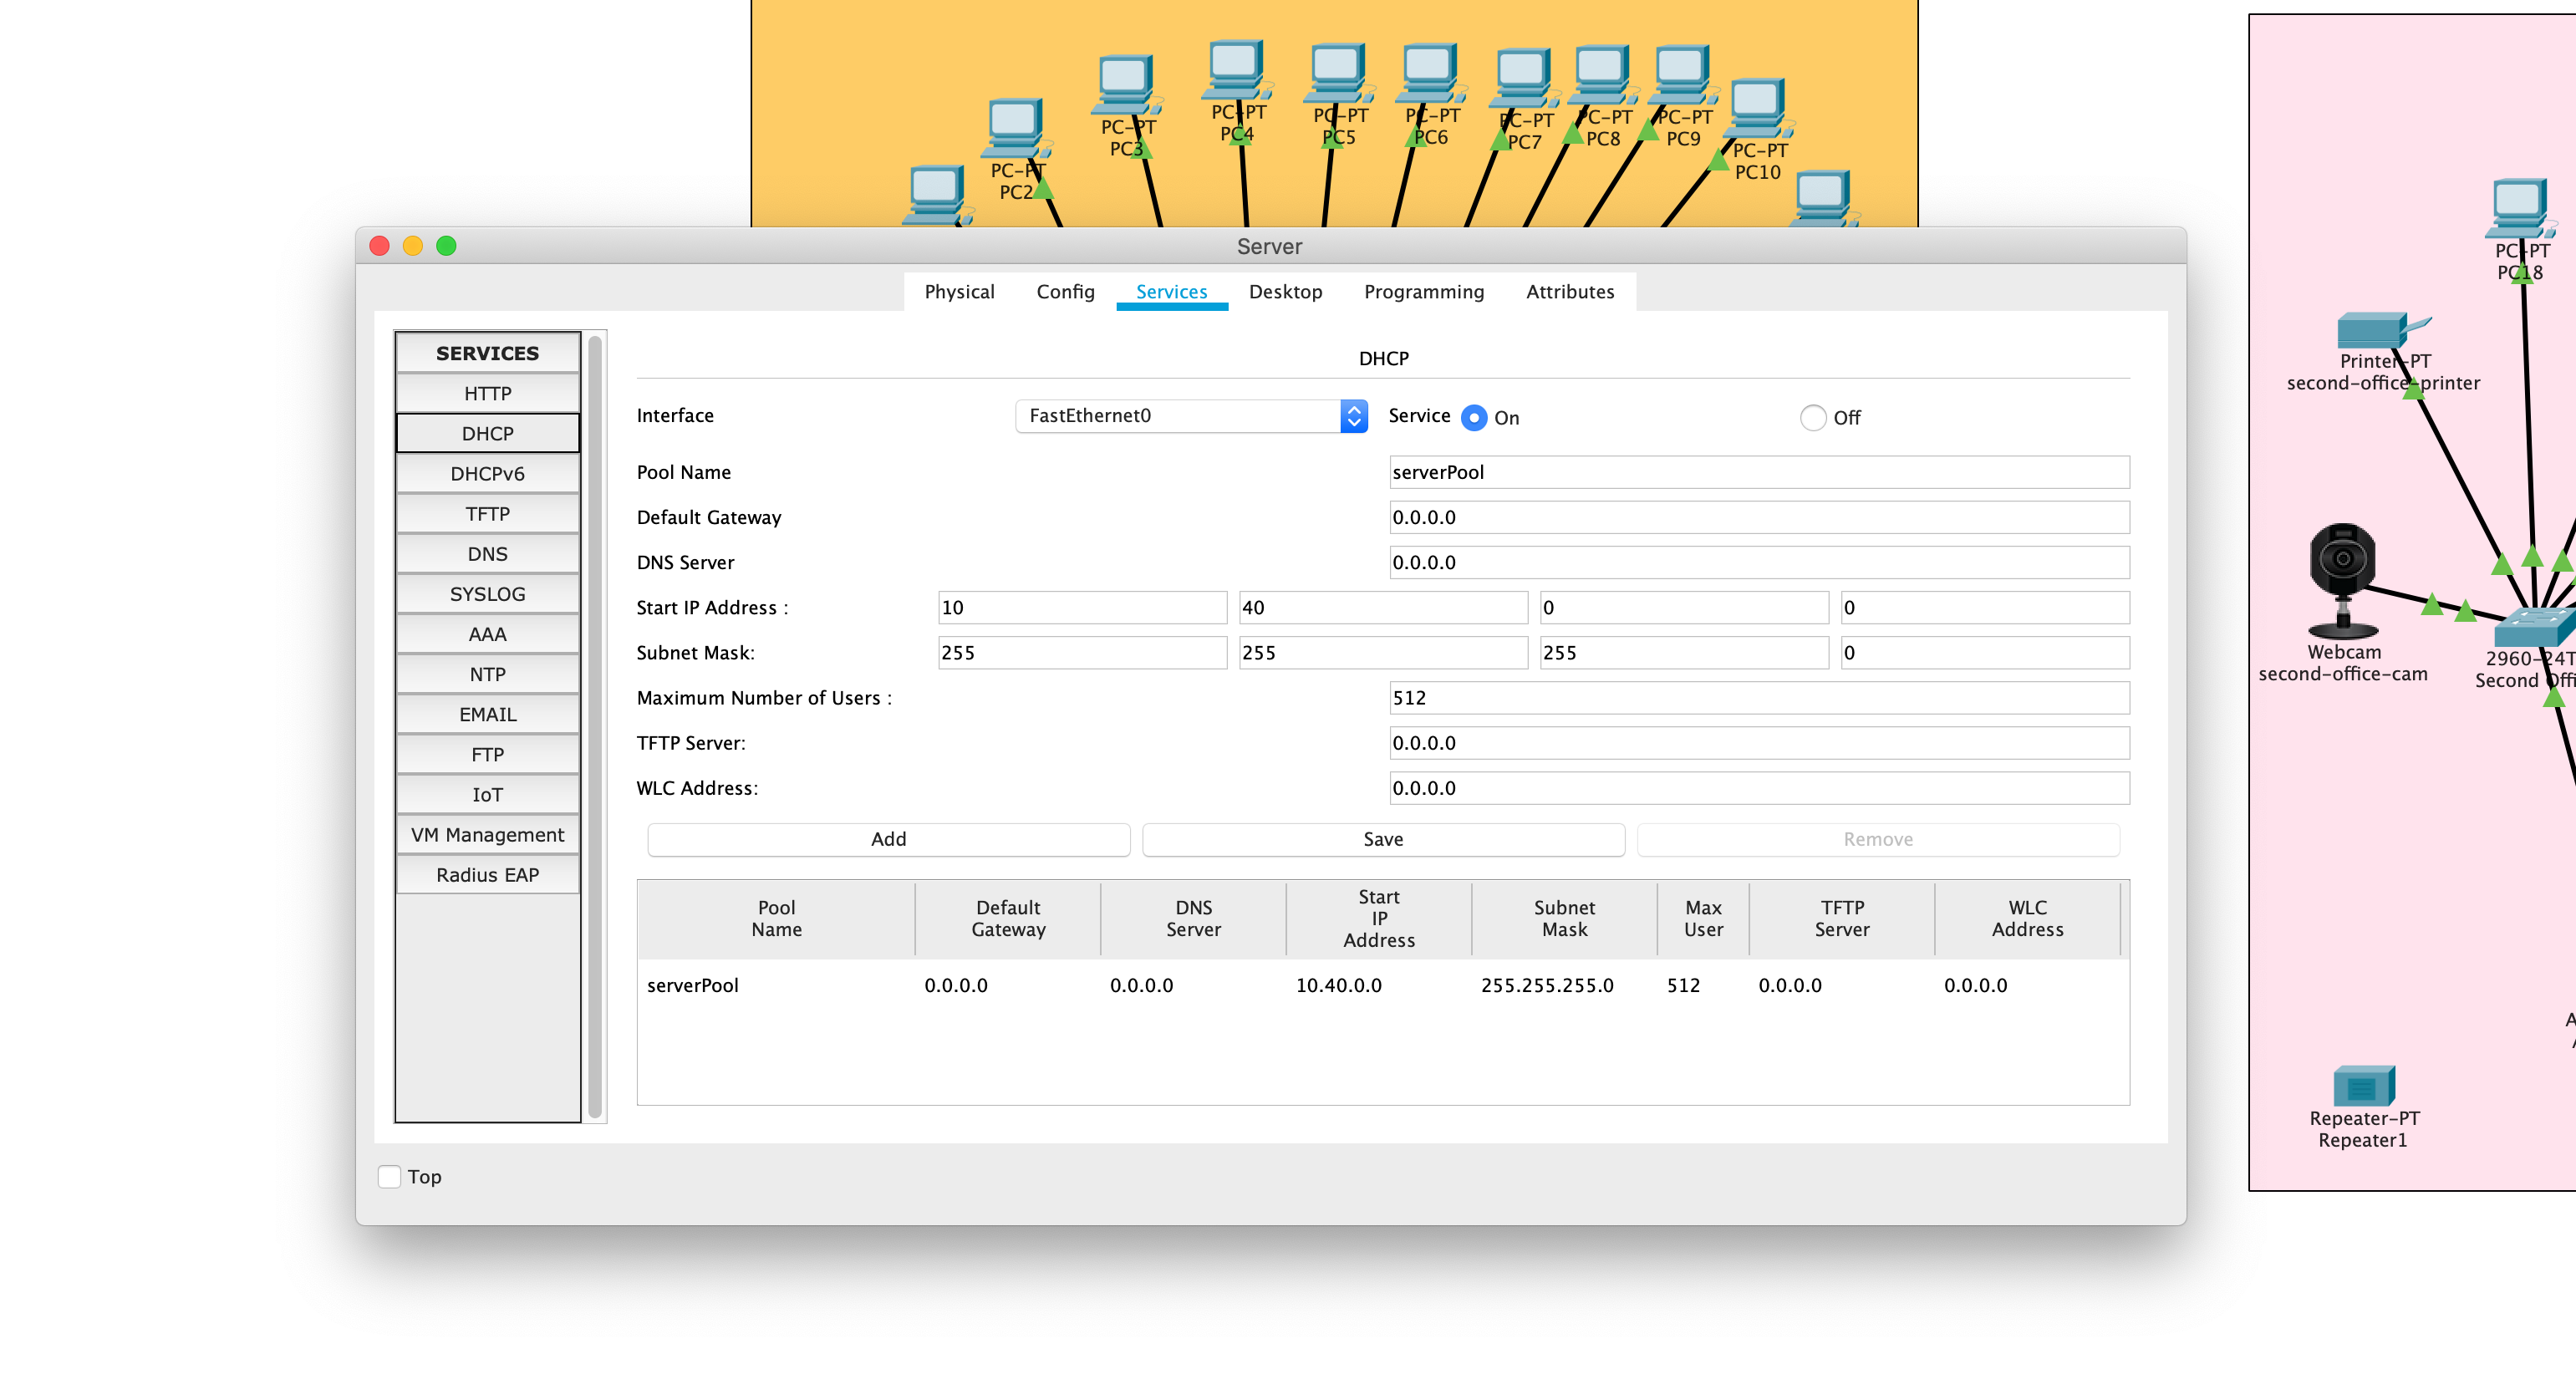 PC-PT
PC2
PC-PT
PC3
PC-PT
PC4
PC-PT
PC5
PC-PT
PC6
PC-PT
PC7
PC-PT
PC8
PC-PT
PC9
PC-PT
PC10
Server
Physical Config Services Desktop Programming Attributes
SERVICES
HTTP
DHCP
DHCPv6
TFTP
DNS
SYSLOG
AAA
NTP
EMAIL
FTP
IoT
VM Management
Radius EAP
DHCP
Interface FastEthernet0 Service On Off
Pool Name serverPool
Default Gateway 0.0.0.0
DNS Server 0.0.0.0
Start IP Address : 10 40 0 0
Subnet Mask: 255 255 255 0
Maximum Number of Users : 512
TFTP Server: 0.0.0.0
WLC Address: 0.0.0.0
Add Save Remove
Pool Name Default Gateway DNS Server Start IP Address Subnet Mask Max User TFTP Server WLC Address
serverPool 0.0.0.0 0.0.0.0 10.40.0.0 255.255.255.0 512 0.0.0.0 0.0.0.0
Top
PC-PT
PC18
Printer-PT
second-office-printer
Webcam
second-office-cam
2960-24T
Second Offi
Repeater-PT
Repeater1